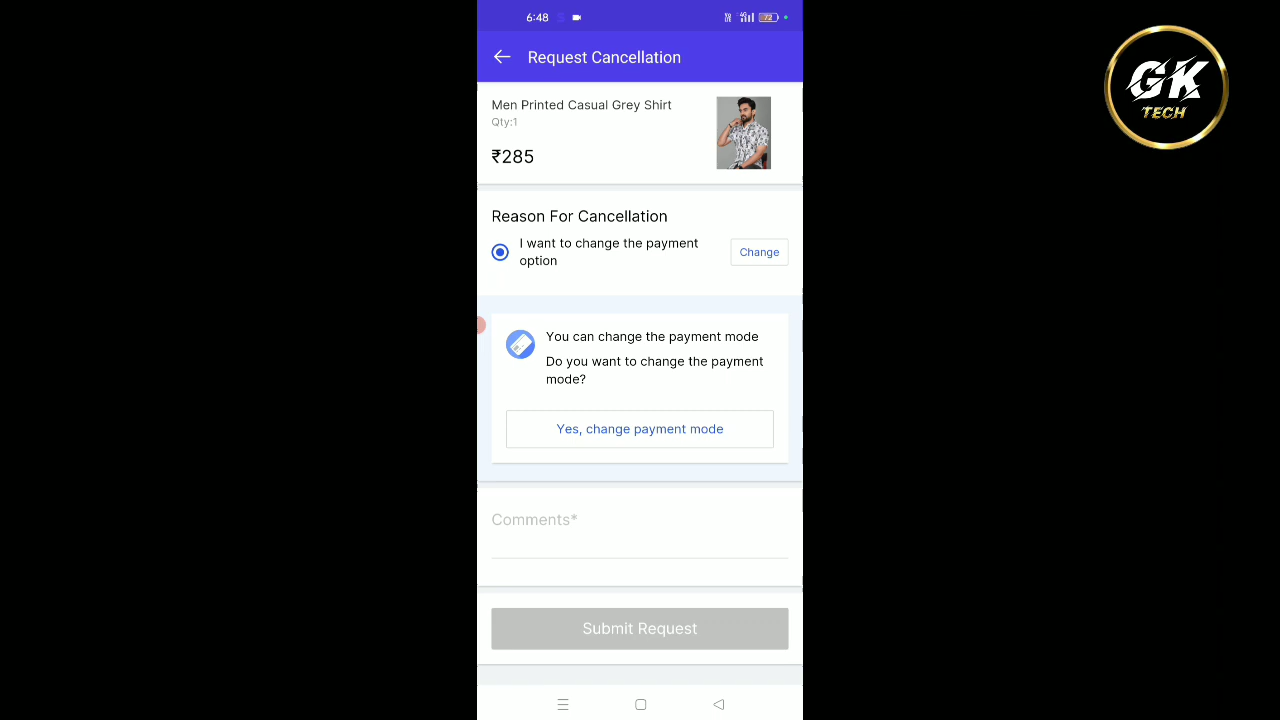 6:48
4G
72
Request Cancellation
Men Printed Casual Grey Shirt
Qty:1
₹285
Reason For Cancellation
I want to change the payment
option
Change
You can change the payment mode
Do you want to change the payment
mode?
Yes, change payment mode
Comments*
Submit Request
GK
TECH